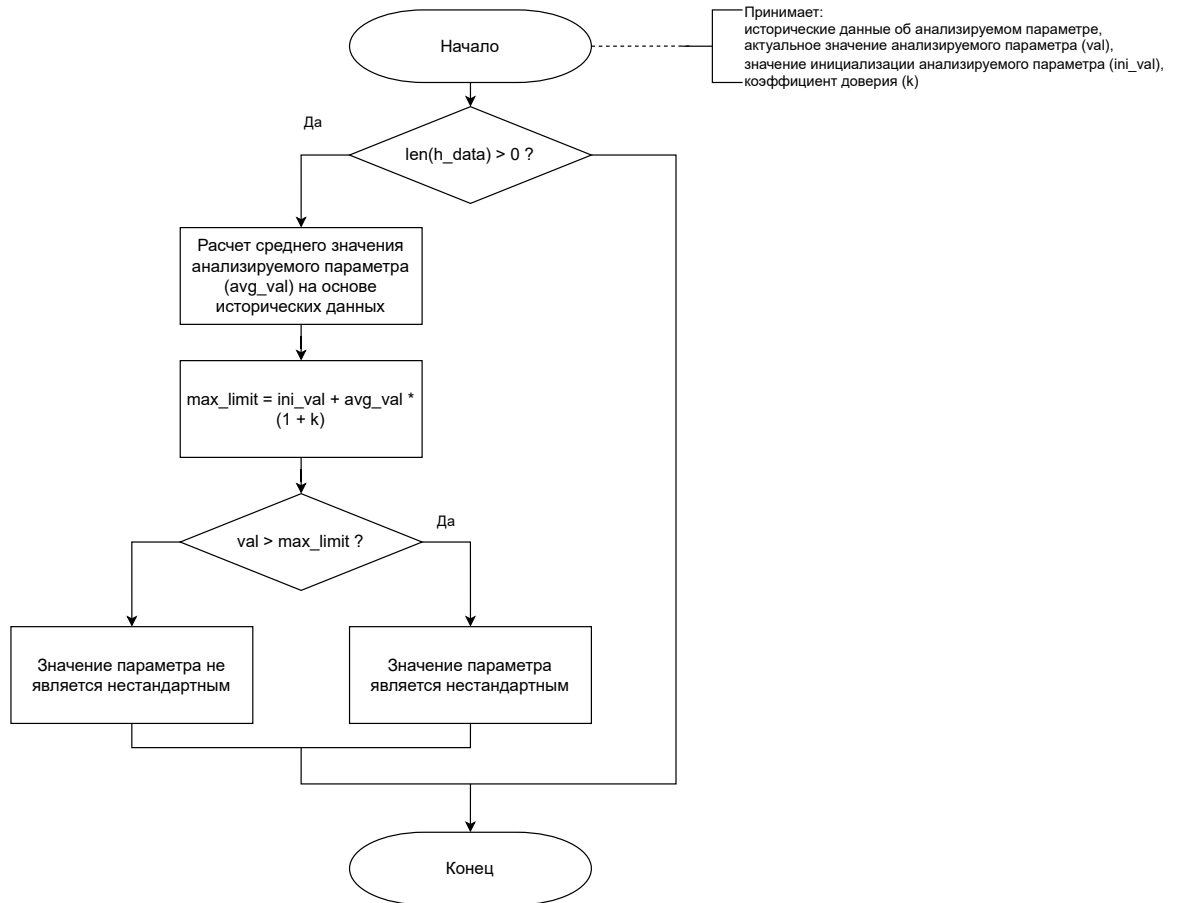 Начало
Принимает:
исторические данные об анализируемом параметре,
актуальное значение анализируемого параметра (val),
значение инициализации анализируемого параметра (ini_val),
коэффициент доверия (k)
Да
len(h_data) > 0 ?
Расчет среднего значения
анализируемого параметра
(avg_val) на основе
исторических данных
max_limit = ini_val + avg_val *
(1 + k)
Да
val > max_limit ?
Значение параметра не
является нестандартным
Значение параметра
является нестандартным
Конец